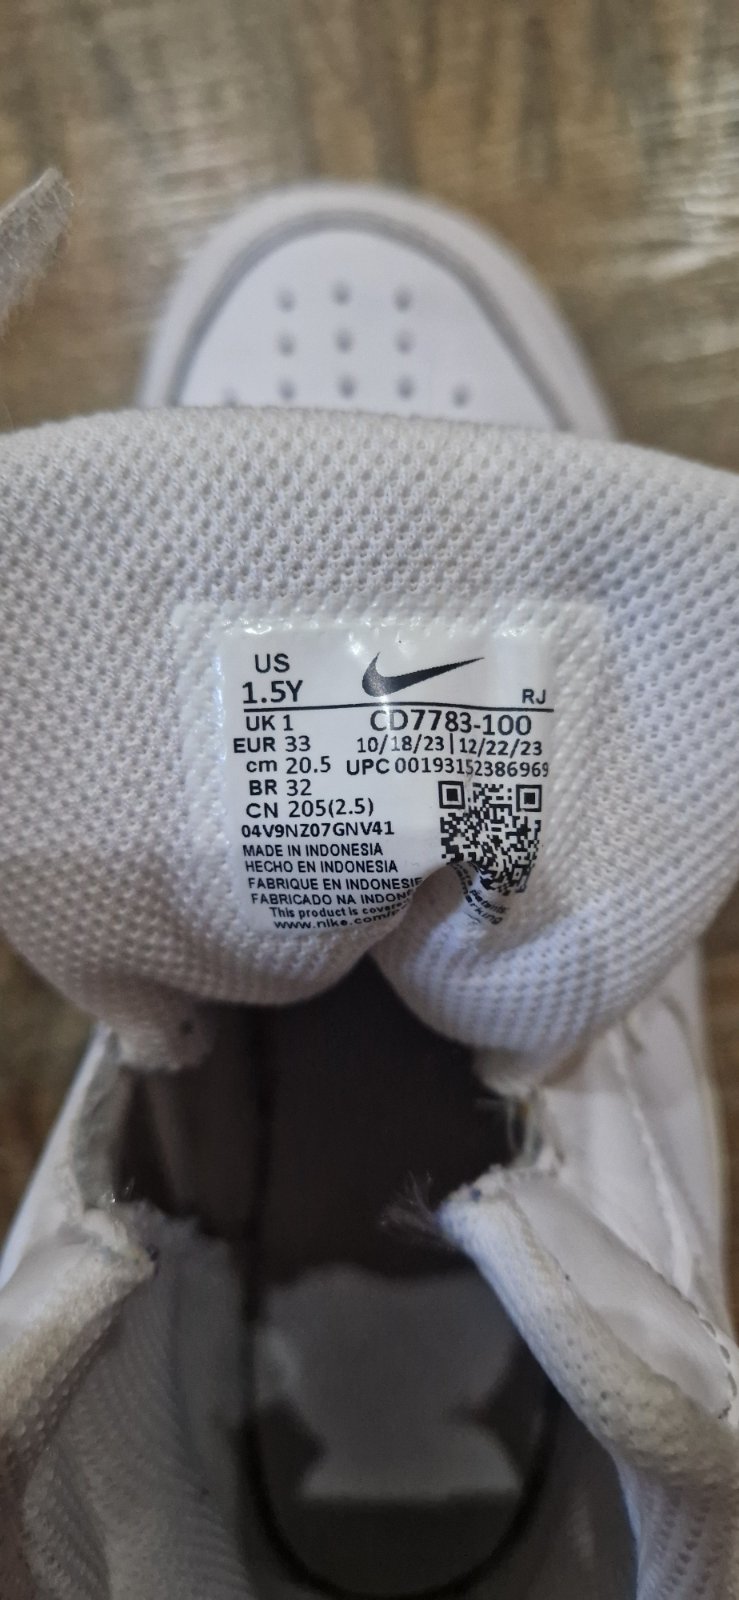 US
1.5Y
RJ
UK 1
CD7783-100
EUR 33
10/18/23 | 12/22/23
cm 20.5
UPC 00193152386969
BR 32
CN 205(2.5)
04V9NZ07GNV41
MADE IN INDONESIA
HECHO EN INDONESIA
FABRIQUE EN INDONESIE
FABRICADO NA
This product is
www.nike.com